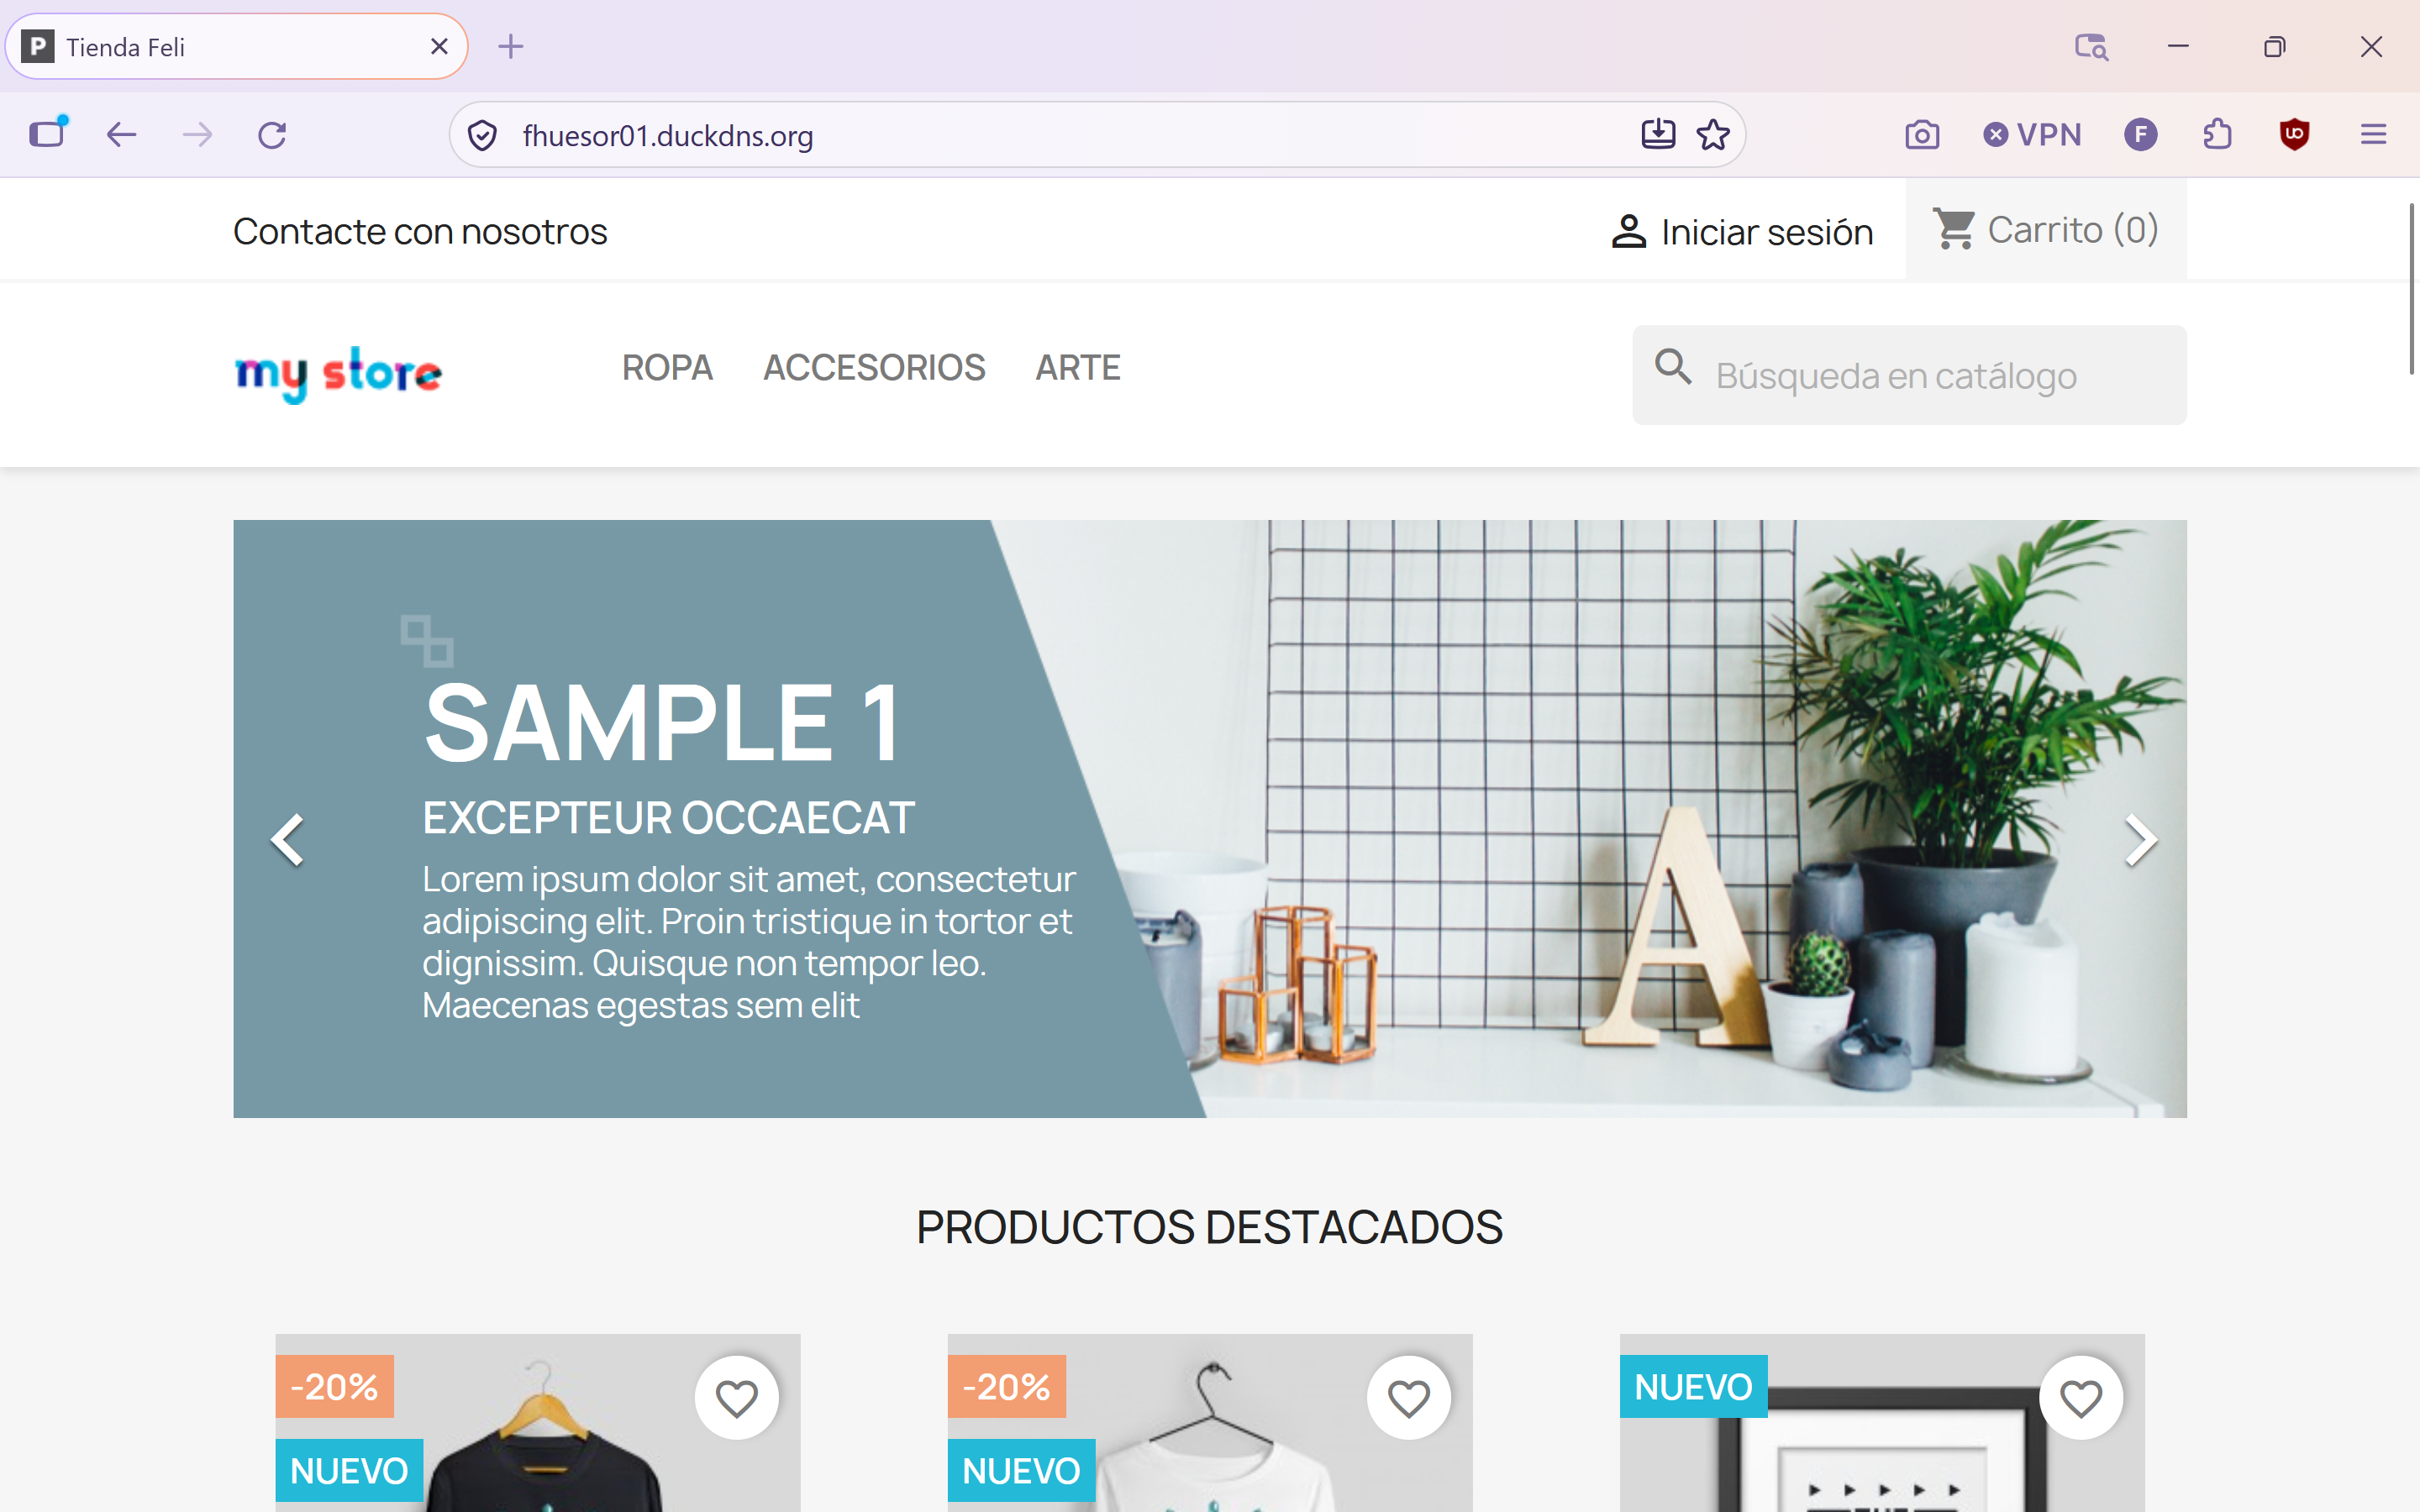 Tienda Feli
fhuesor01.duckdns.org
VPN
F
Contacte con nosotros
Iniciar sesión
Carrito (0)
my store
ROPA
ACCESORIOS
ARTE
Búsqueda en catálogo
SAMPLE 1
EXCEPTEUR OCCAECAT
Lorem ipsum dolor sit amet, consectetur
adipiscing elit. Proin tristique in tortor et
dignissim. Quisque non tempor leo.
Maecenas egestas sem elit
A
PRODUCTOS DESTACADOS
-20%
NUEVO
-20%
NUEVO
NUEVO